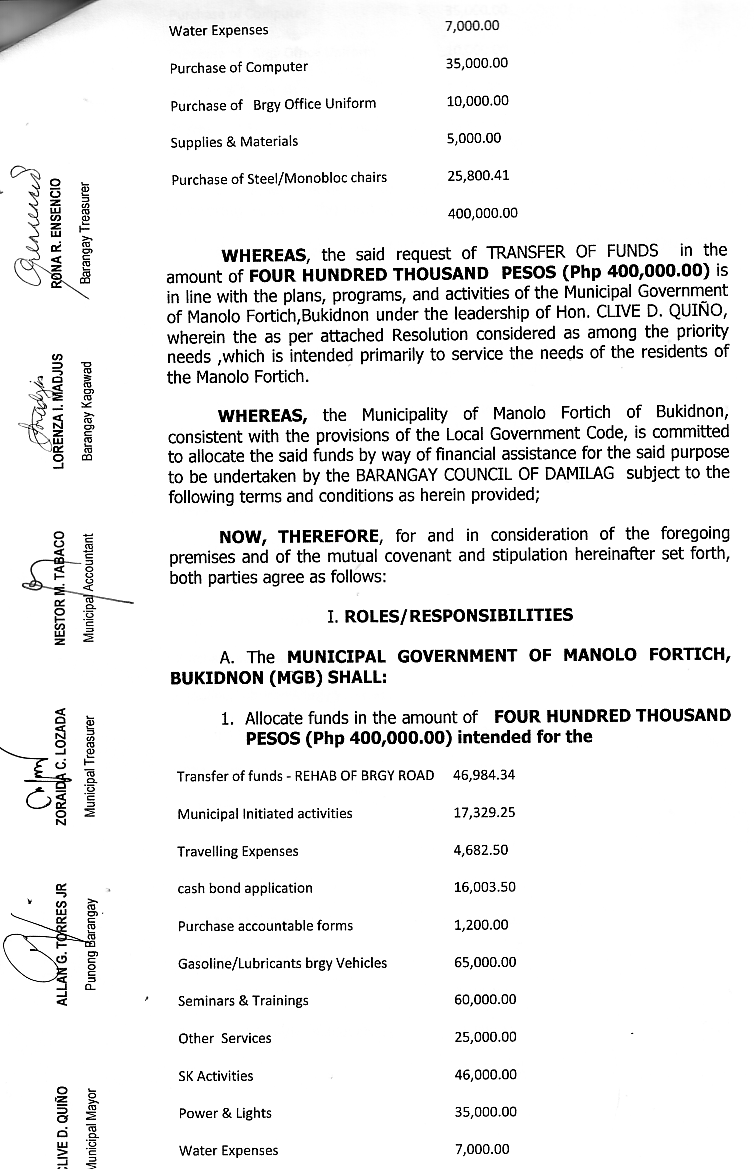 Water Expenses 7,000.00
Purchase of Computer 35,000.00
Purchase of Brgy Office Uniform 10,000.00
Supplies & Materials 5,000.00
Purchase of Steel/Monobloc chairs 25,800.41
400,000.00
WHEREAS, the said request of TRANSFER OF FUNDS in the
amount of FOUR HUNDRED THOUSAND PESOS (Php 400,000.00) is
in line with the plans, programs, and activities of the Municipal Government
of Manolo Fortich,Bukidnon under the leadership of Hon. CLIVE D. QUIÑO,
wherein the as per attached Resolution considered as among the priority
needs ,which is intended primarily to service the needs of the residents of
the Manolo Fortich.
WHEREAS, the Municipality of Manolo Fortich of Bukidnon,
consistent with the provisions of the Local Government Code, is committed
to allocate the said funds by way of financial assistance for the said purpose
to be undertaken by the BARANGAY COUNCIL OF DAMILAG subject to the
following terms and conditions as herein provided;
NOW, THEREFORE, for and in consideration of the foregoing
premises and of the mutual covenant and stipulation hereinafter set forth,
both parties agree as follows:
I. ROLES/RESPONSIBILITIES
A. The MUNICIPAL GOVERNMENT OF MANOLO FORTICH,
BUKIDNON (MGB) SHALL:
1. Allocate funds in the amount of FOUR HUNDRED THOUSAND
PESOS (Php 400,000.00) intended for the
Transfer of funds - REHAB OF BRGY ROAD 46,984.34
Municipal Initiated activities 17,329.25
Travelling Expenses 4,682.50
cash bond application 16,003.50
Purchase accountable forms 1,200.00
Gasoline/Lubricants brgy Vehicles 65,000.00
Seminars & Trainings 60,000.00
Other Services 25,000.00
SK Activities 46,000.00
Power & Lights 35,000.00
Water Expenses 7,000.00
RONA R. ENSENCIO
Barangay Treasurer
LORENZA I. MADJUS
Barangay Kagawad
NESTOR M. TABACO
Municipal Accountant
ZORAIDA C. LOZADA
Municipal Treasurer
ALLAN G. TORRES JR
Punong Barangay
CLIVE D. QUIÑO
Municipal Mayor